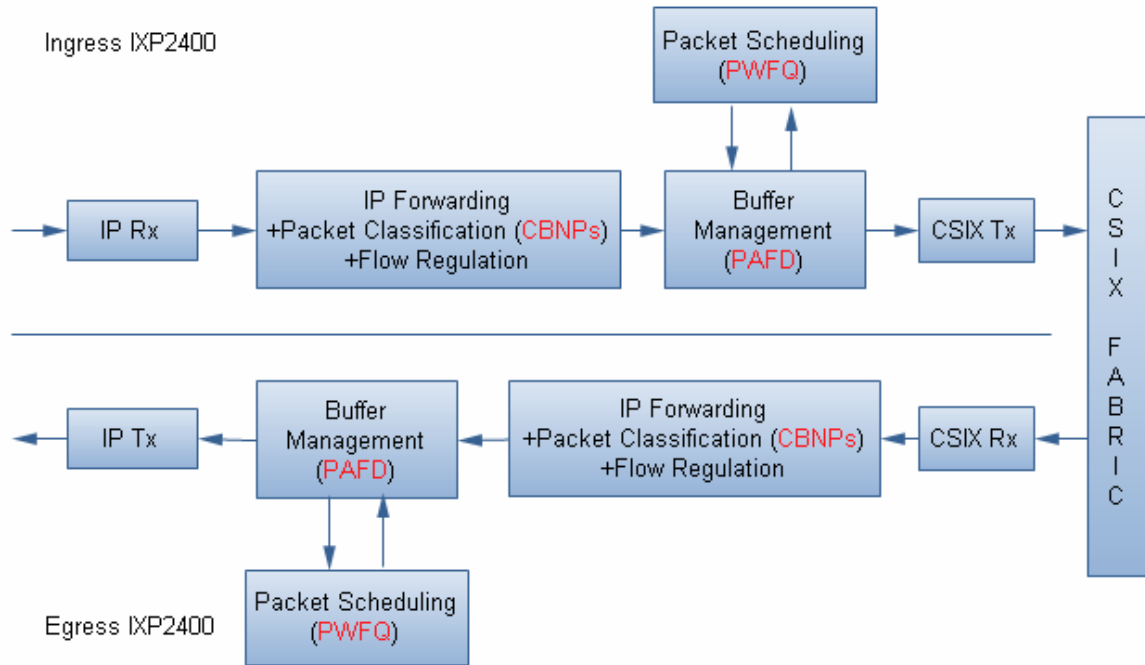 Ingress IXP2400
Packet Scheduling
(PWFQ)
IP Rx
IP Forwarding
+Packet Classification (CBNPs)
+Flow Regulation
Buffer
Management
(PAFD)
CSIX Tx
C
S
I
X
F
A
B
R
I
C
IP Tx
Buffer
Management
(PAFD)
IP Forwarding
+Packet Classification (CBNPs)
+Flow Regulation
CSIX Rx
Packet Scheduling
(PWFQ)
Egress IXP2400